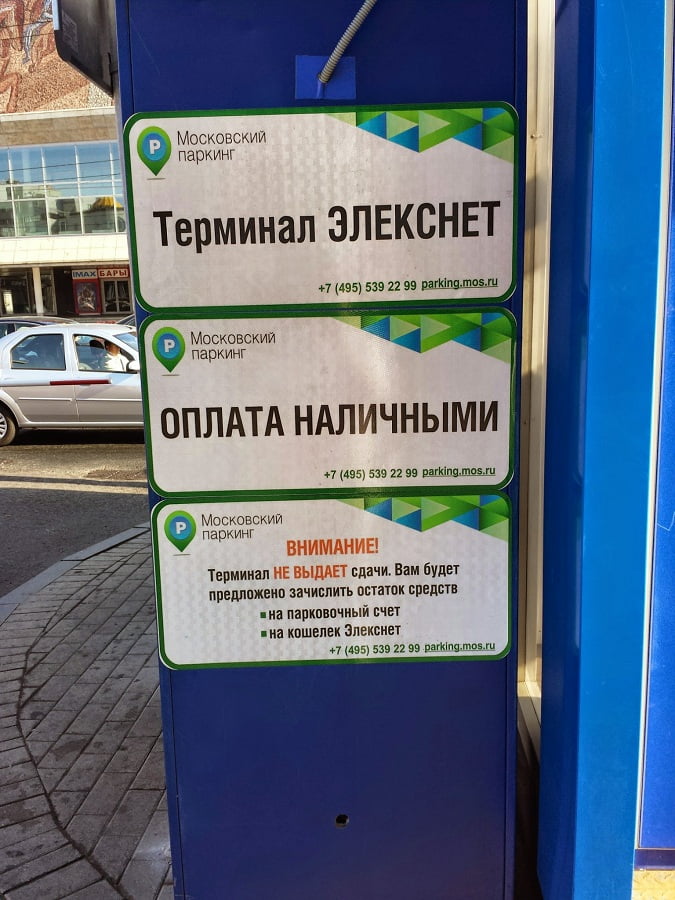 Московский
паркинг
Терминал ЭЛЕКСНЕТ
+7 (495) 539 22 99 parking.mos.ru
IMAX БАРЫ
Московский
паркинг
ОПЛАТА НАЛИЧНЫМИ
+7 (495) 539 22 99 parking.mos.ru
Московский
паркинг
ВНИМАНИЕ!
Терминал НЕ ВЫДАЕТ сдачи. Вам будет
предложено зачислить остаток средств
▪ на парковочный счет
▪ на кошелек Элекснет
+7 (495) 539 22 99 parking.mos.ru